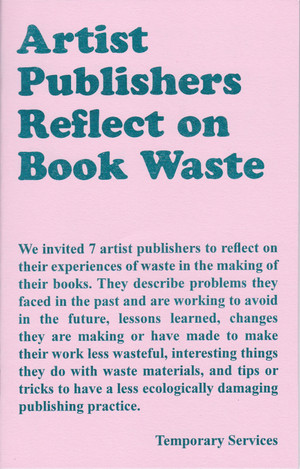 Artist
Publishers
Reflect on
Book Waste
We invited 7 artist publishers to reflect on
their experiences of waste in the making of
their books. They describe problems they
faced in the past and are working to avoid
in the future, lessons learned, changes
they are making or have made to make
their work less wasteful, interesting things
they do with waste materials, and tips or
tricks to have a less ecologically damaging
publishing practice.
Temporary Services